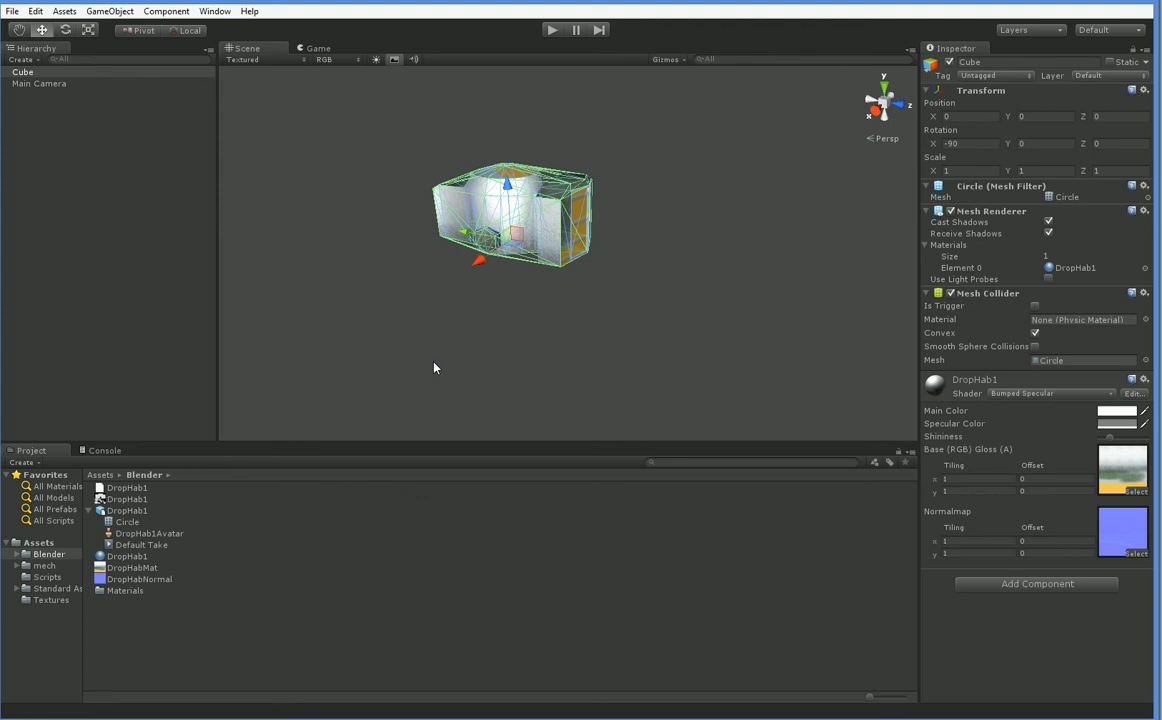 File Edit Assets GameObject Component Window Help
Pivot Local Layers Default
Hierarchy Scene Game Inspector
Create All Textured RGB Gizmos All Cube Static
Cube
Main Camera
Tag Untagged Layer Default
Transform
Position
X 0 Y 0 Z 0
Rotation
X -90 Y 0 Z 0
Scale
X 1 Y 1 Z 1
y
x
z
Persp
Circle (Mesh Filter)
Mesh Circle
Mesh Renderer
Cast Shadows
Receive Shadows
Materials
Size 1
Element 0 DropHab1
Use Light Probes
Mesh Collider
Is Trigger
Material None (Physic Material)
Convex
Smooth Sphere Collisions
Mesh Circle
DropHab1
Shader Bumped Specular Edit...
Main Color
Specular Color
Shininess
Base (RGB) Gloss (A)
Tiling Offset
x 1 0
y 1 0
Select
Normalmap
Tiling Offset
x 1 0
y 1 0
Select
Add Component
Project Console
Create
Favorites
All Materials
All Models
All Prefabs
All Scripts
Assets
Blender
mech
Scripts
Standard As
Textures
Assets Blender
DropHab1
DropHab1
DropHab1
Circle
DropHab1Avatar
Default Take
DropHab1
DropHabMat
DropHabNormal
Materials